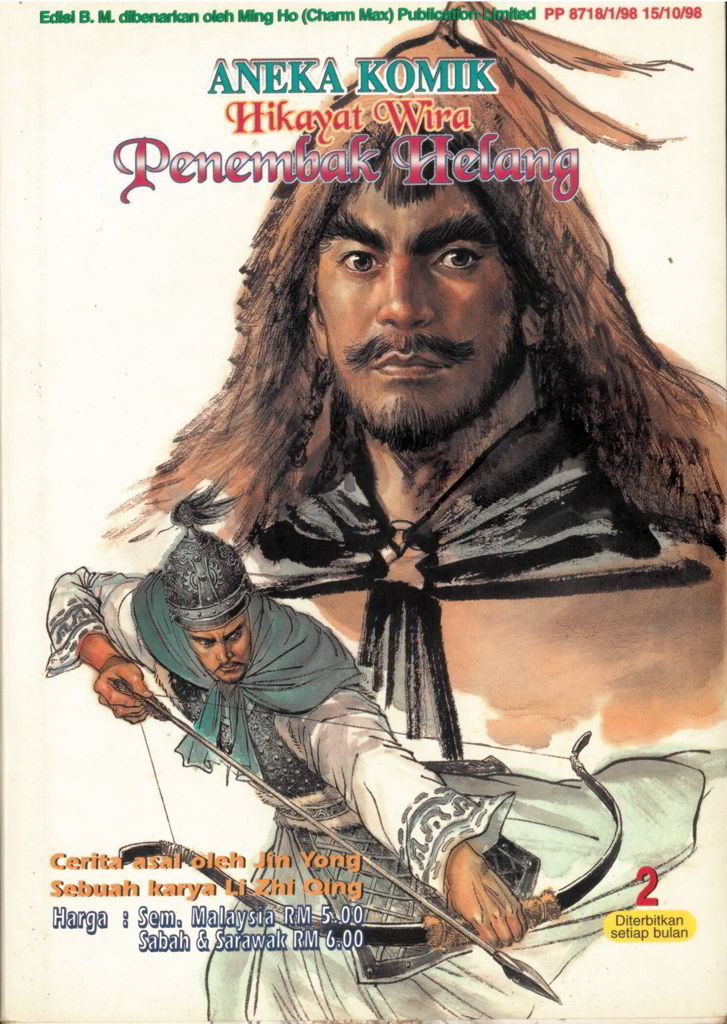 Edisi B. M. dibenarkan oleh Ming Ho (Charm Max) Publication Limited PP 8718/1/98 15/10/98
ANEKA KOMIK
Hikayat Wira
Penembak Helang
Cerita asal oleh Jin Yong
Sebuah karya Li Zhi Qing
Harga : Sem. Malaysia RM 5.00
Sabah & Sarawak RM 6.00
2
Diterbitkan
setiap bulan